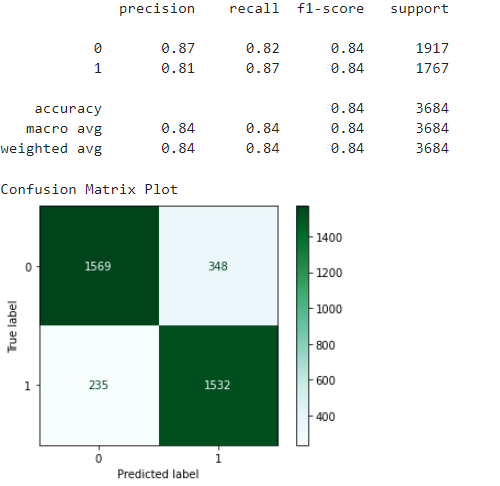 precision recall f1-score support
0 0.87 0.82 0.84 1917
1 0.81 0.87 0.84 1767
accuracy 0.84 3684
macro avg 0.84 0.84 0.84 3684
weighted avg 0.84 0.84 0.84 3684
Confusion Matrix Plot
True label
0 1569 348
1 235 1532
0 1
Predicted label
1400
1200
1000
800
600
400